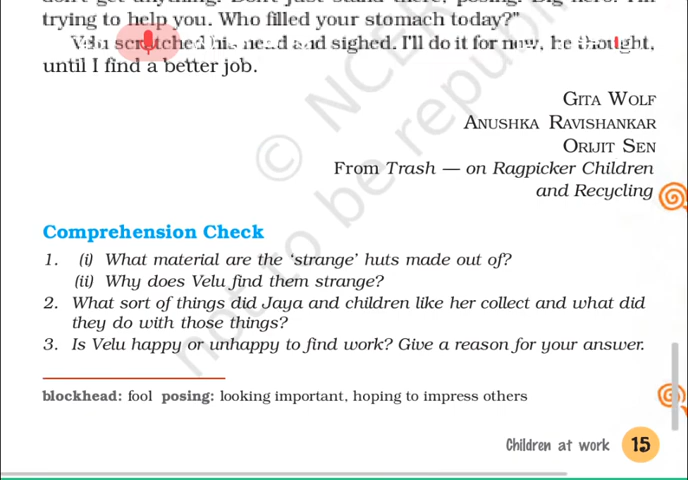 trying to help you. Who filled your stomach today?"
Velu scratched his head and sighed. I'll do it for now, he thought,
until I find a better job.
GITA WOLF
ANUSHKA RAVISHANKAR
ORIJIT SEN
From Trash — on Ragpicker Children
and Recycling
Comprehension Check
1. (i) What material are the ‘strange’ huts made out of?
(ii) Why does Velu find them strange?
2. What sort of things did Jaya and children like her collect and what did
they do with those things?
3. Is Velu happy or unhappy to find work? Give a reason for your answer.
blockhead: fool posing: looking important, hoping to impress others
Children at work 15
© NCER
not to be republi